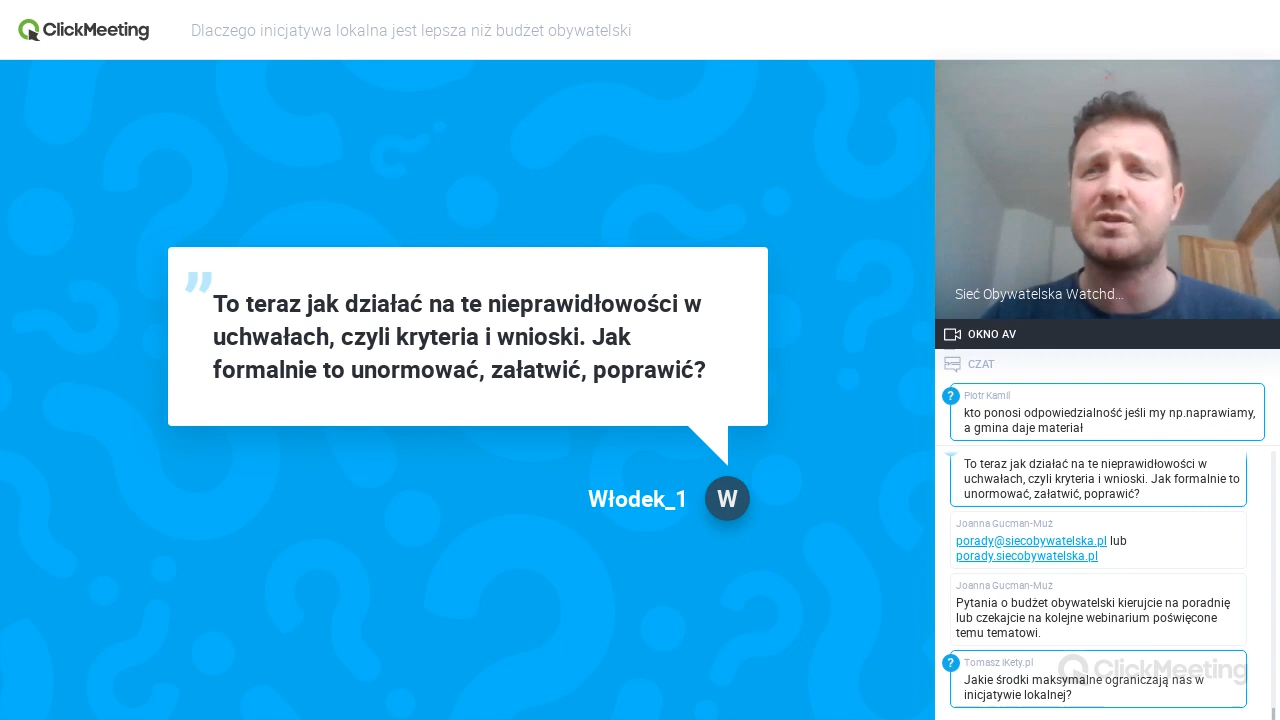 ClickMeeting
Dlaczego inicjatywa lokalna jest lepsza niż budżet obywatelski
”
To teraz jak działać na te nieprawidłowości w
uchwałach, czyli kryteria i wnioski. Jak
formalnie to unormować, załatwić, poprawić?
Włodek_1
W
Sieć Obywatelska Watchd...
OKNO AV
CZAT
?
Piotr Kamil
kto ponosi odpowiedzialność jeśli my np.naprawiamy,
a gmina daje materiał
To teraz jak działać na te nieprawidłowości w
uchwałach, czyli kryteria i wnioski. Jak formalnie to
unormować, załatwić, poprawić?
Joanna Gucman-Muż
porady@siecobywatelska.pl lub
porady.siecobywatelska.pl
Joanna Gucman-Muż
Pytania o budżet obywatelski kierujcie na poradnię
lub czekajcie na kolejne webinarium poświęcone
temu tematowi.
?
Tomasz IKety.pl
Jakie środki maksymalne ograniczają nas w
inicjatywie lokalnej?
ClickMeeting